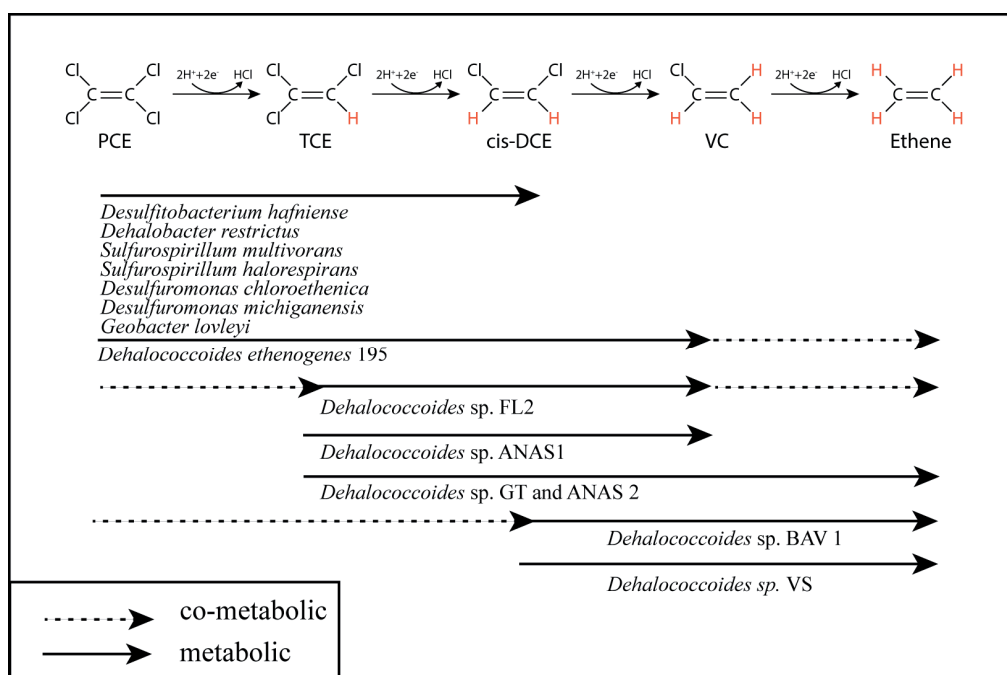 Cl Cl Cl Cl Cl Cl Cl H H
2H⁺+2e⁻ HCl 2H⁺+2e⁻ HCl 2H⁺+2e⁻ HCl 2H⁺+2e⁻ HCl
C C C C C C C C C C
Cl Cl Cl H H H H H H H
PCE TCE cis-DCE VC Ethene
Desulfitobacterium hafniense
Dehalobacter restrictus
Sulfurospirillum multivorans
Sulfurospirillum halorespirans
Desulfuromonas chloroethenica
Desulfuromonas michiganensis
Geobacter lovleyi
Dehalococcoides ethenogenes 195
Dehalococcoides sp. FL2
Dehalococcoides sp. ANAS1
Dehalococcoides sp. GT and ANAS 2
Dehalococcoides sp. BAV 1
Dehalococcoides sp. VS
co-metabolic
metabolic